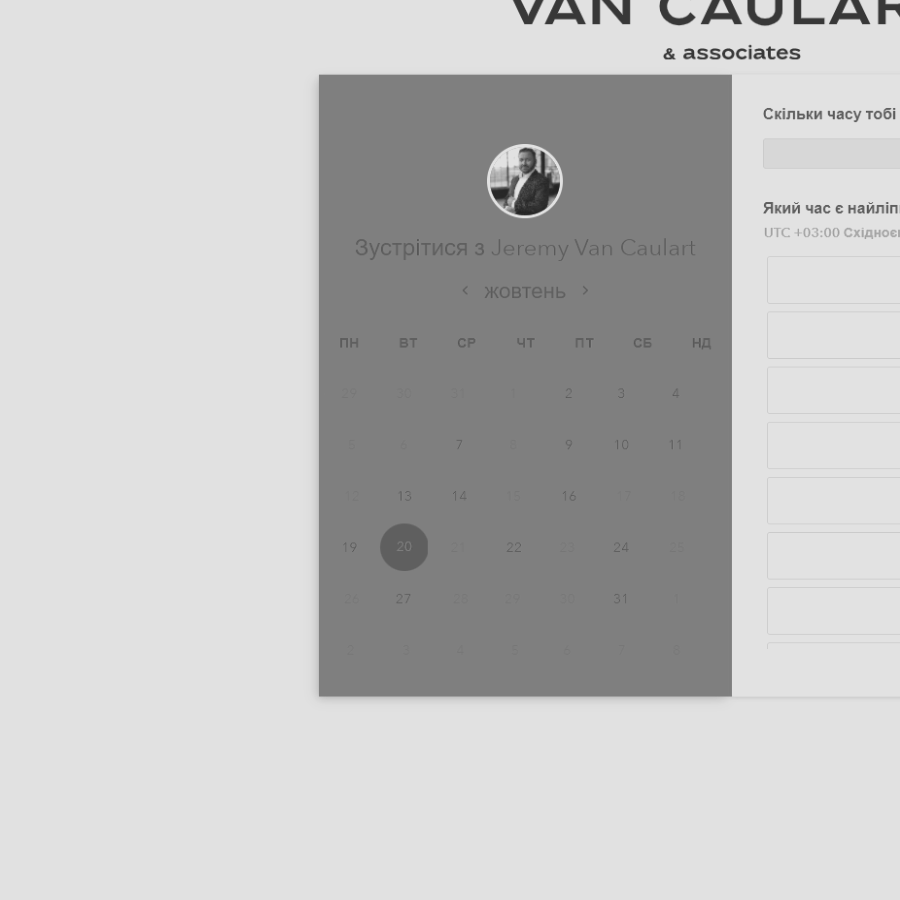 VAN CAULAR
& associates
Скільки часу тобі
Зустрітися з Jeremy Van Caulart
жовтень
Який час є
UTC +03:00
ПН ВТ СР ЧТ ПТ СБ НД
29 30 31 1 2 3 4
5 6 7 8 9 10 11
12 13 14 15 16 17 18
19 20 21 22 23 24 25
26 27 28 29 30 31 1
2 3 4 5 6 7 8